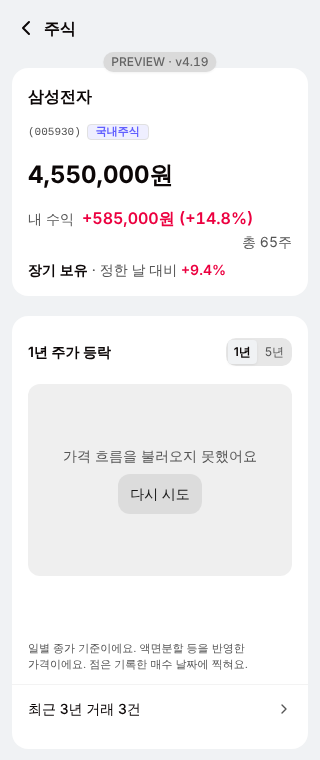 주식
PREVIEW · v4.19
삼성전자
(005930) 국내주식
4,550,000원
내 수익 +585,000원 (+14.8%)
총 65주
장기 보유 · 정한 날 대비 +9.4%
1년 주가 등락 1년 5년
가격 흐름을 불러오지 못했어요
다시 시도
일별 종가 기준이에요. 액면분할 등을 반영한
가격이에요. 점은 기록한 매수 날짜에 찍혀요.
최근 3년 거래 3건